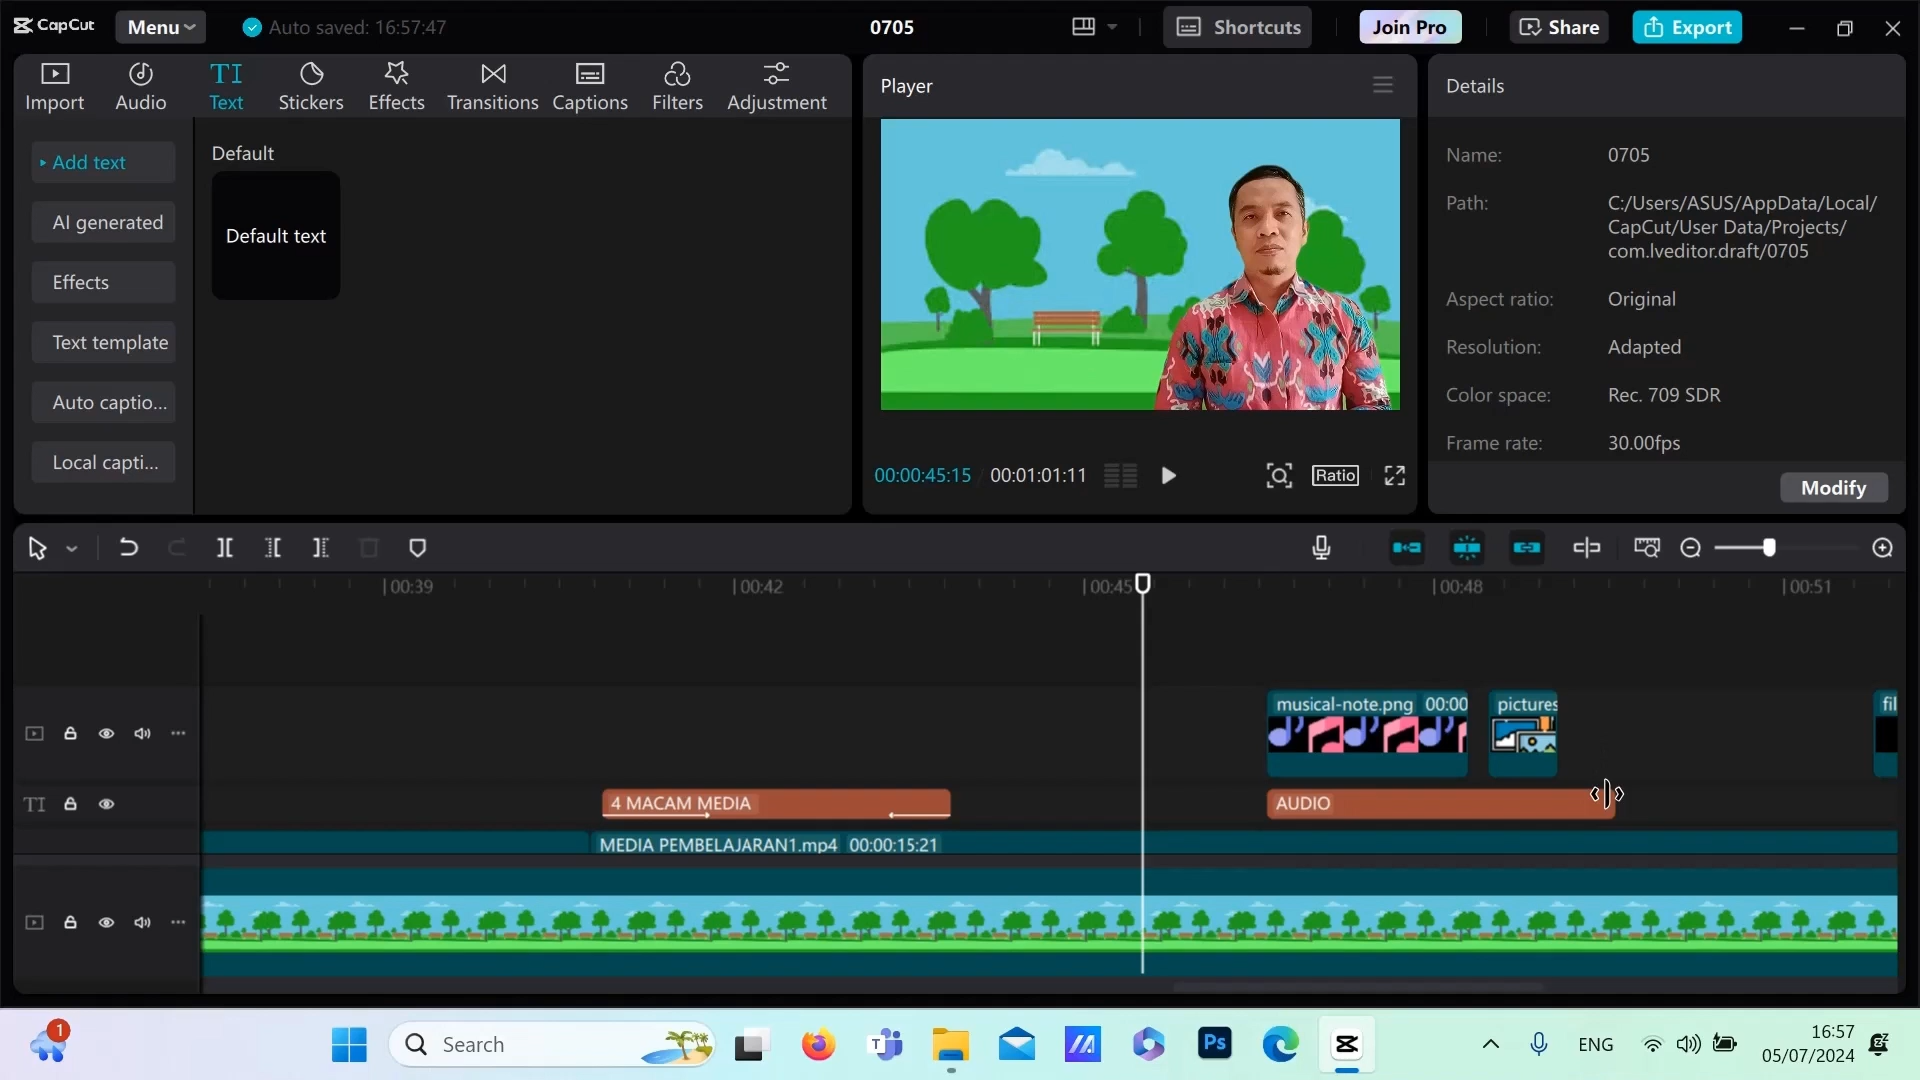 CapCut
Menu
Auto saved: 16:57:47
0705
Shortcuts
Join Pro
Share
Export
Import
Audio
TI
Text
Stickers
Effects
Transitions
Captions
Filters
Adjustment
Add text
AI generated
Effects
Text template
Auto captio...
Local capti...
Default
Default text
Player
00:00:45:15
00:01:01:11
Ratio
Details
Name: 0705
Path: C:/Users/ASUS/AppData/Local/
CapCut/User Data/Projects/
com.lveditor.draft/0705
Aspect ratio: Original
Resolution: Adapted
Color space: Rec. 709 SDR
Frame rate: 30.00fps
Modify
00:39
00:42
00:45
00:48
00:51
musical-note.png 00:00
pictures
fil
TI
4 MACAM MEDIA
AUDIO
MEDIA PEMBELAJARAN1.mp4 00:00:15:21
1
Search
T
Ps
ENG
16:57
05/07/2024